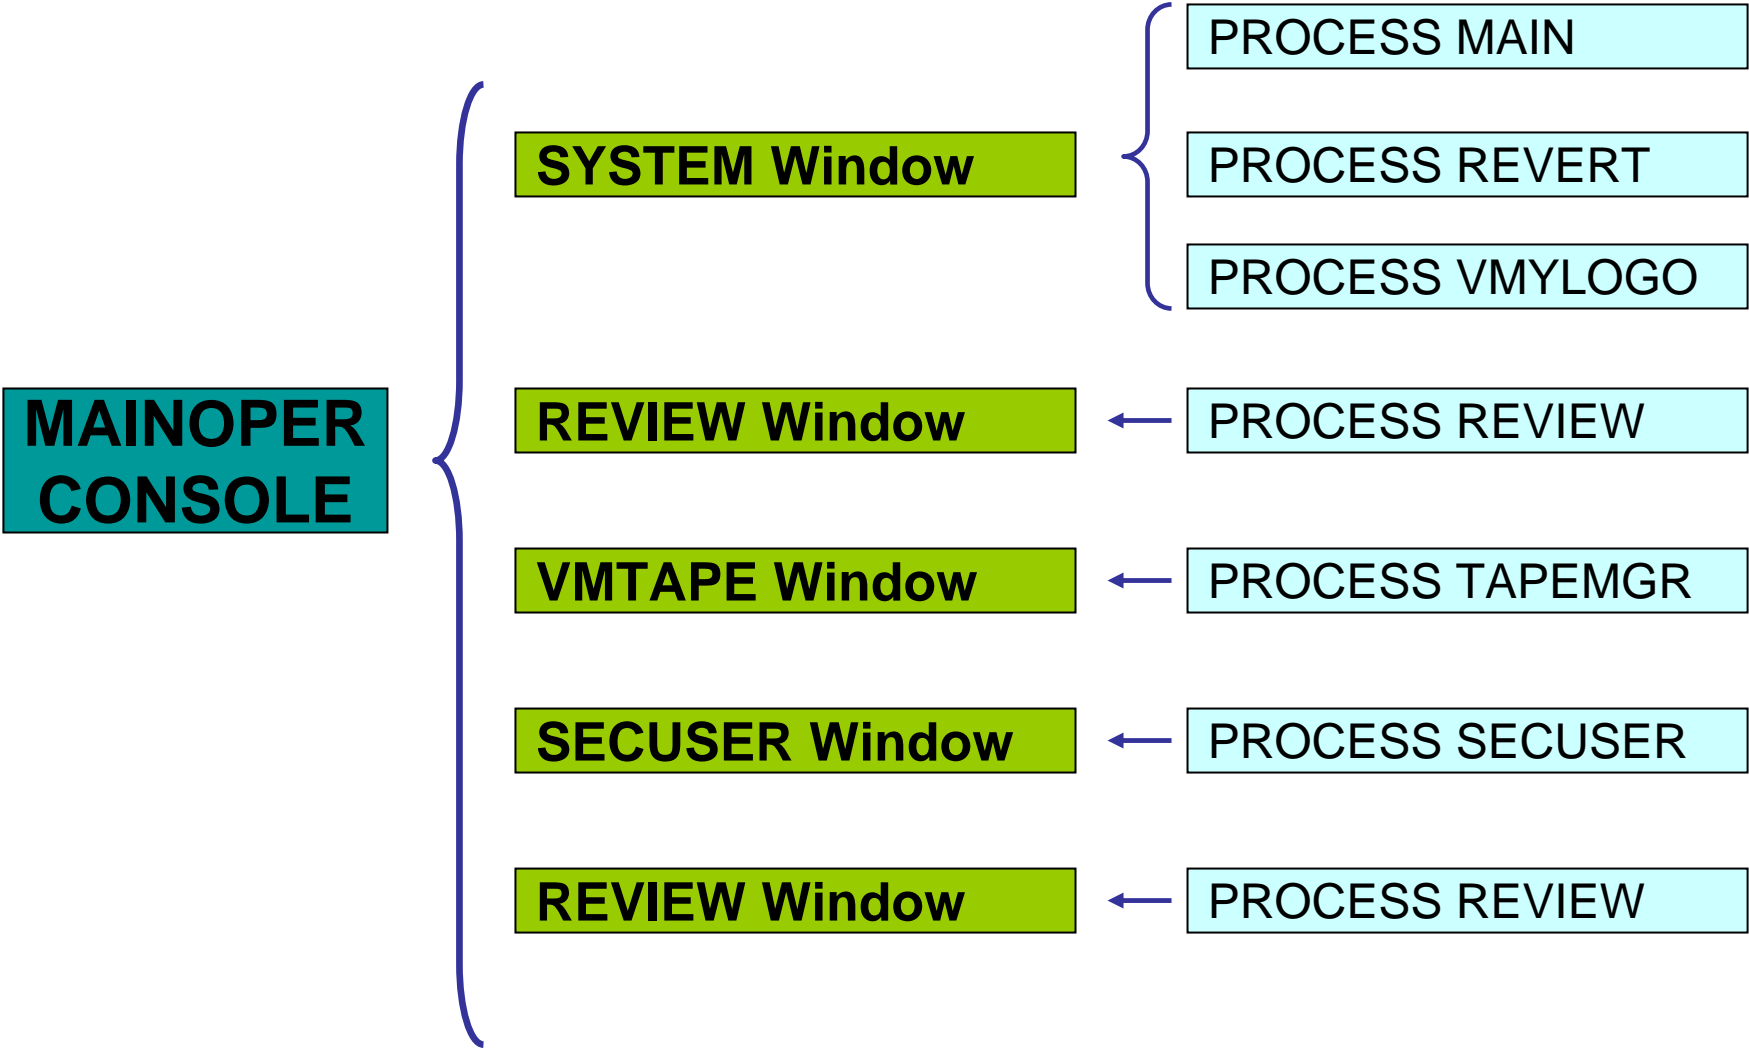 PROCESS MAIN
SYSTEM Window
PROCESS REVERT
PROCESS VMYLOGO
MAINOPER
CONSOLE
REVIEW Window
PROCESS REVIEW
VMTAPE Window
PROCESS TAPEMGR
SECUSER Window
PROCESS SECUSER
REVIEW Window
PROCESS REVIEW